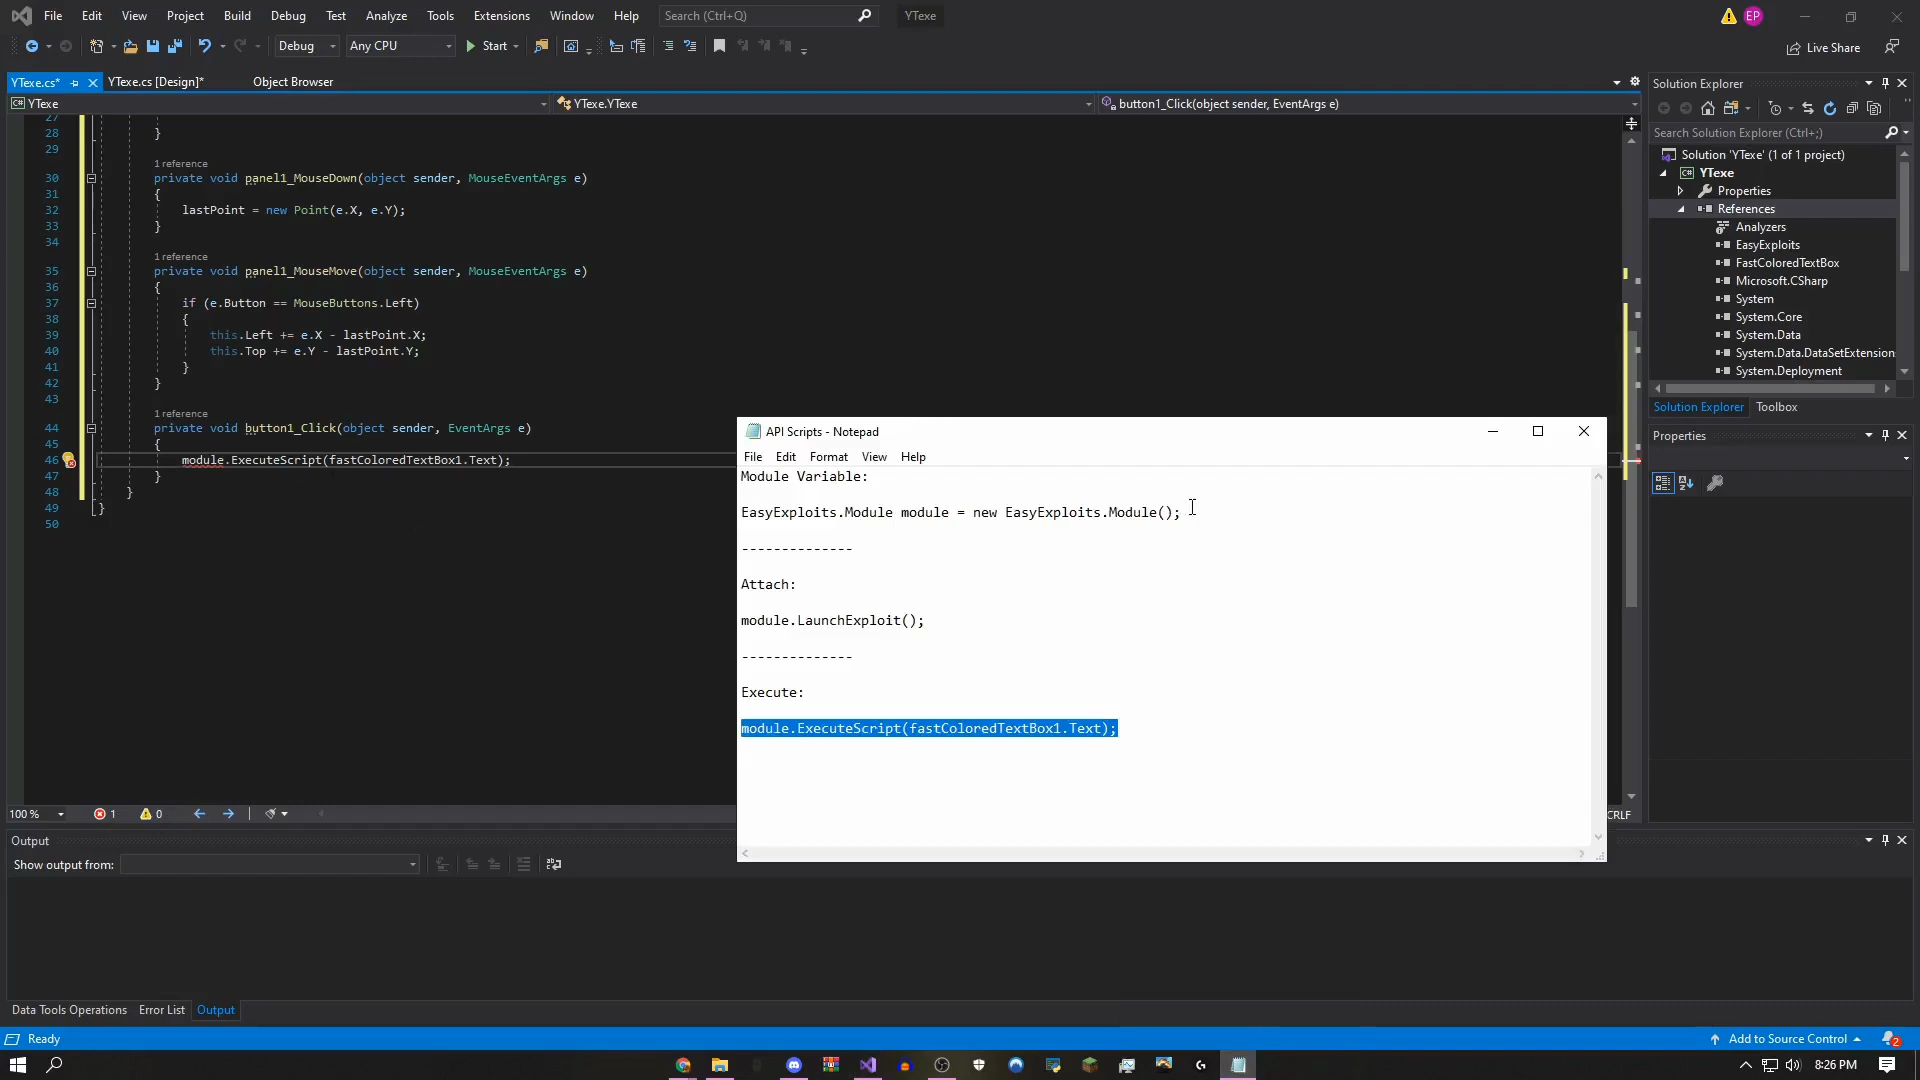 File Edit View Project Build Debug Test Analyze Tools Extensions Window Help Search (Ctrl+Q) YTexe EP
Debug Any CPU Start Live Share
YTexe.cs* YTexe.cs [Design]* Object Browser
YTexe YTexe.YTexe button1_Click(object sender, EventArgs e)
27
28 }
29
1 reference
30 private void panel1_MouseDown(object sender, MouseEventArgs e)
31 {
32 lastPoint = new Point(e.X, e.Y);
33 }
34
1 reference
35 private void panel1_MouseMove(object sender, MouseEventArgs e)
36 {
37 if (e.Button == MouseButtons.Left)
38 {
39 this.Left += e.X - lastPoint.X;
40 this.Top += e.Y - lastPoint.Y;
41 }
42 }
43
1 reference
44 private void button1_Click(object sender, EventArgs e)
45 {
46 module.ExecuteScript(fastColoredTextBox1.Text);
47 }
48 }
49 }
50
100 % 1 0
CRLF
API Scripts - Notepad
File Edit Format View Help
Module Variable:
EasyExploits.Module module = new EasyExploits.Module();
--------------
Attach:
module.LaunchExploit();
--------------
Execute:
module.ExecuteScript(fastColoredTextBox1.Text);
Solution Explorer
Search Solution Explorer (Ctrl+;)
Solution 'YTexe' (1 of 1 project)
C# YTexe
Properties
References
Analyzers
EasyExploits
FastColoredTextBox
Microsoft.CSharp
System
System.Core
System.Data
System.Data.DataSetExtension
System.Deployment
Solution Explorer Toolbox
Properties
Output
Show output from:
Data Tools Operations Error List Output
Ready Add to Source Control 2
8:26 PM